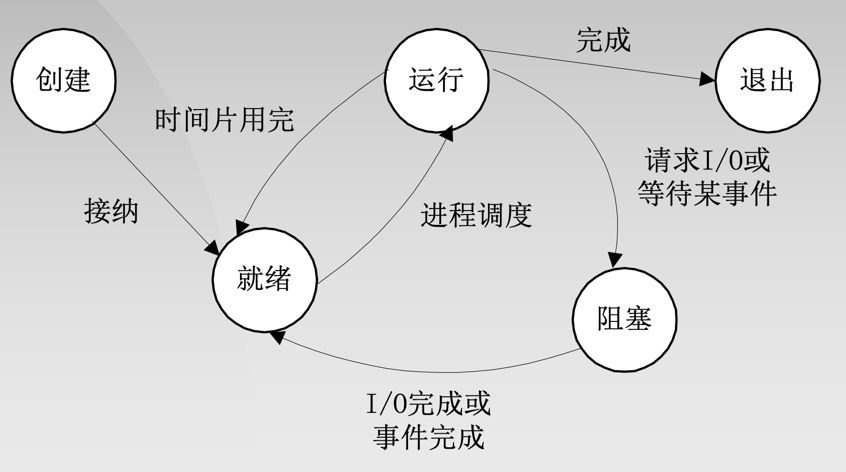 创建
运行
完成
退出
时间片用完
请求I/O或
等待某事件
接纳
进程调度
就绪
阻塞
I/O完成或
事件完成